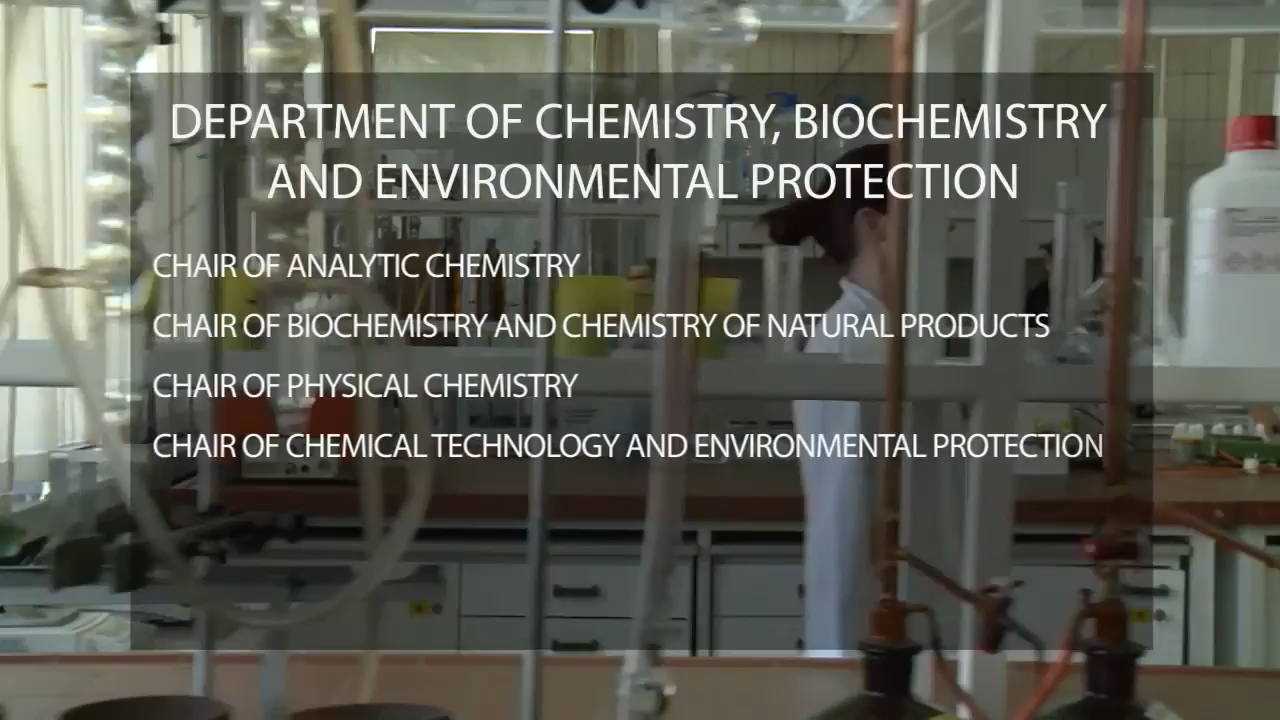 DEPARTMENT OF CHEMISTRY, BIOCHEMISTRY
AND ENVIRONMENTAL PROTECTION
CHAIR OF ANALYTIC CHEMISTRY
CHAIR OF BIOCHEMISTRY AND CHEMISTRY OF NATURAL PRODUCTS
CHAIR OF PHYSICAL CHEMISTRY
CHAIR OF CHEMICAL TECHNOLOGY AND ENVIRONMENTAL PROTECTION